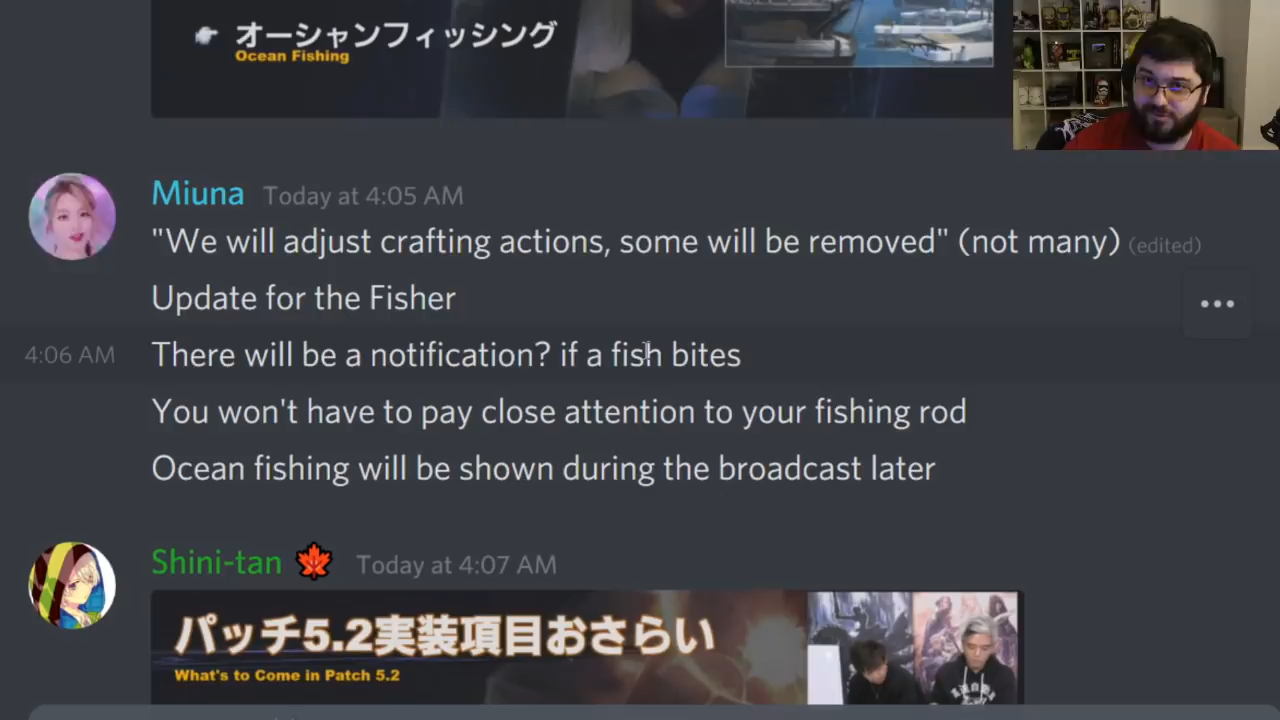 オーシャンフィッシング
Ocean Fishing
Miuna Today at 4:05 AM
"We will adjust crafting actions, some will be removed" (not many) (edited)
Update for the Fisher
4:06 AM There will be a notification? if a fish bites
You won't have to pay close attention to your fishing rod
Ocean fishing will be shown during the broadcast later
Shini-tan Today at 4:07 AM
パッチ5.2実装項目おさらい
What's to Come in Patch 5.2